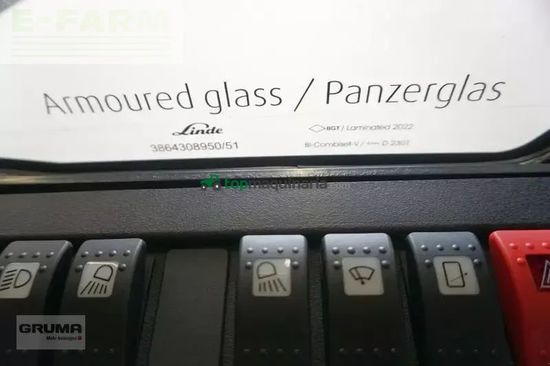 E-FARM
Armoured glass / Panzerglas
Linde
3864308950/51
BGT / Laminated 2022
topmaquinaria
GRUMA